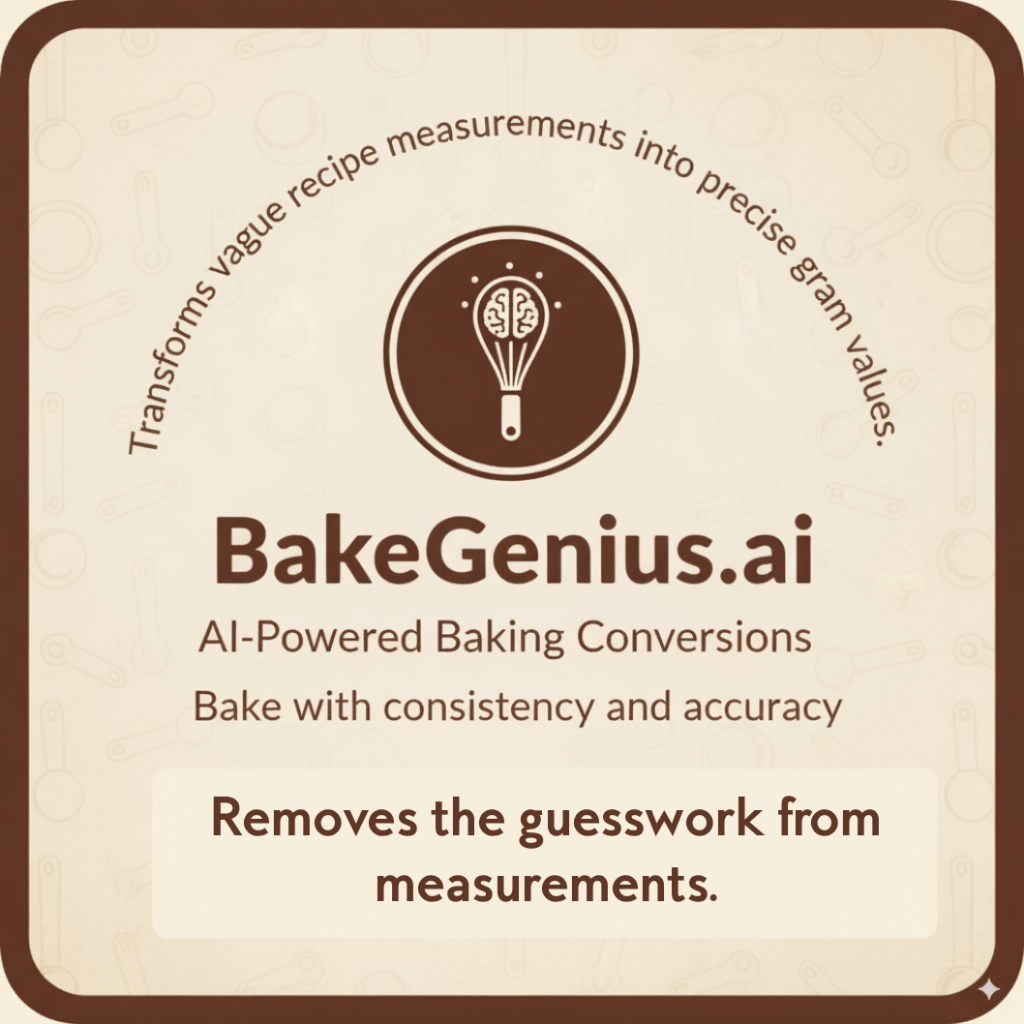 Transforms vague recipe measurements into precise gram values.
BakeGenius.ai
AI-Powered Baking Conversions
Bake with consistency and accuracy
Removes the guesswork from
measurements.